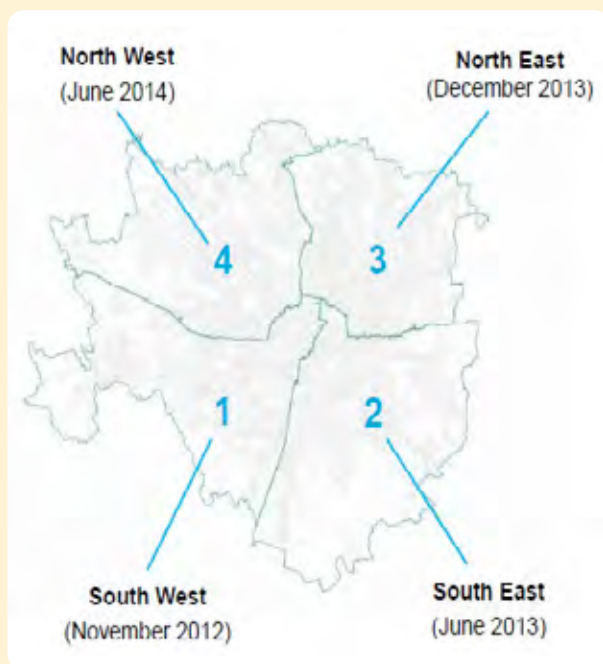 North West
(June 2014)
North East
(December 2013)
4
3
1
2
South West
(November 2012)
South East
(June 2013)